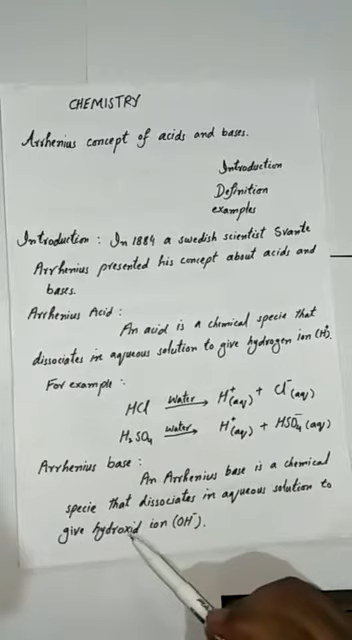 CHEMISTRY
Arrhenius concept of acids and bases.
Introduction
Definition
examples
Introduction : In 1884 a swedish scientist Svante
Arrhenius presented his concept about acids and
bases.
Arrhenius Acid :
An acid is a chemical specie that
dissociates in aqueous solution to give hydrogen ion (H⁺).
For example :
HCl —water→ H⁺(aq) + Cl⁻(aq)
H₂SO₄ —water→ H⁺(aq) + HSO₄⁻(aq)
Arrhenius base :
An Arrhenius base is a chemical
specie that dissociates in aqueous solution to
give hydroxid ion (OH⁻).